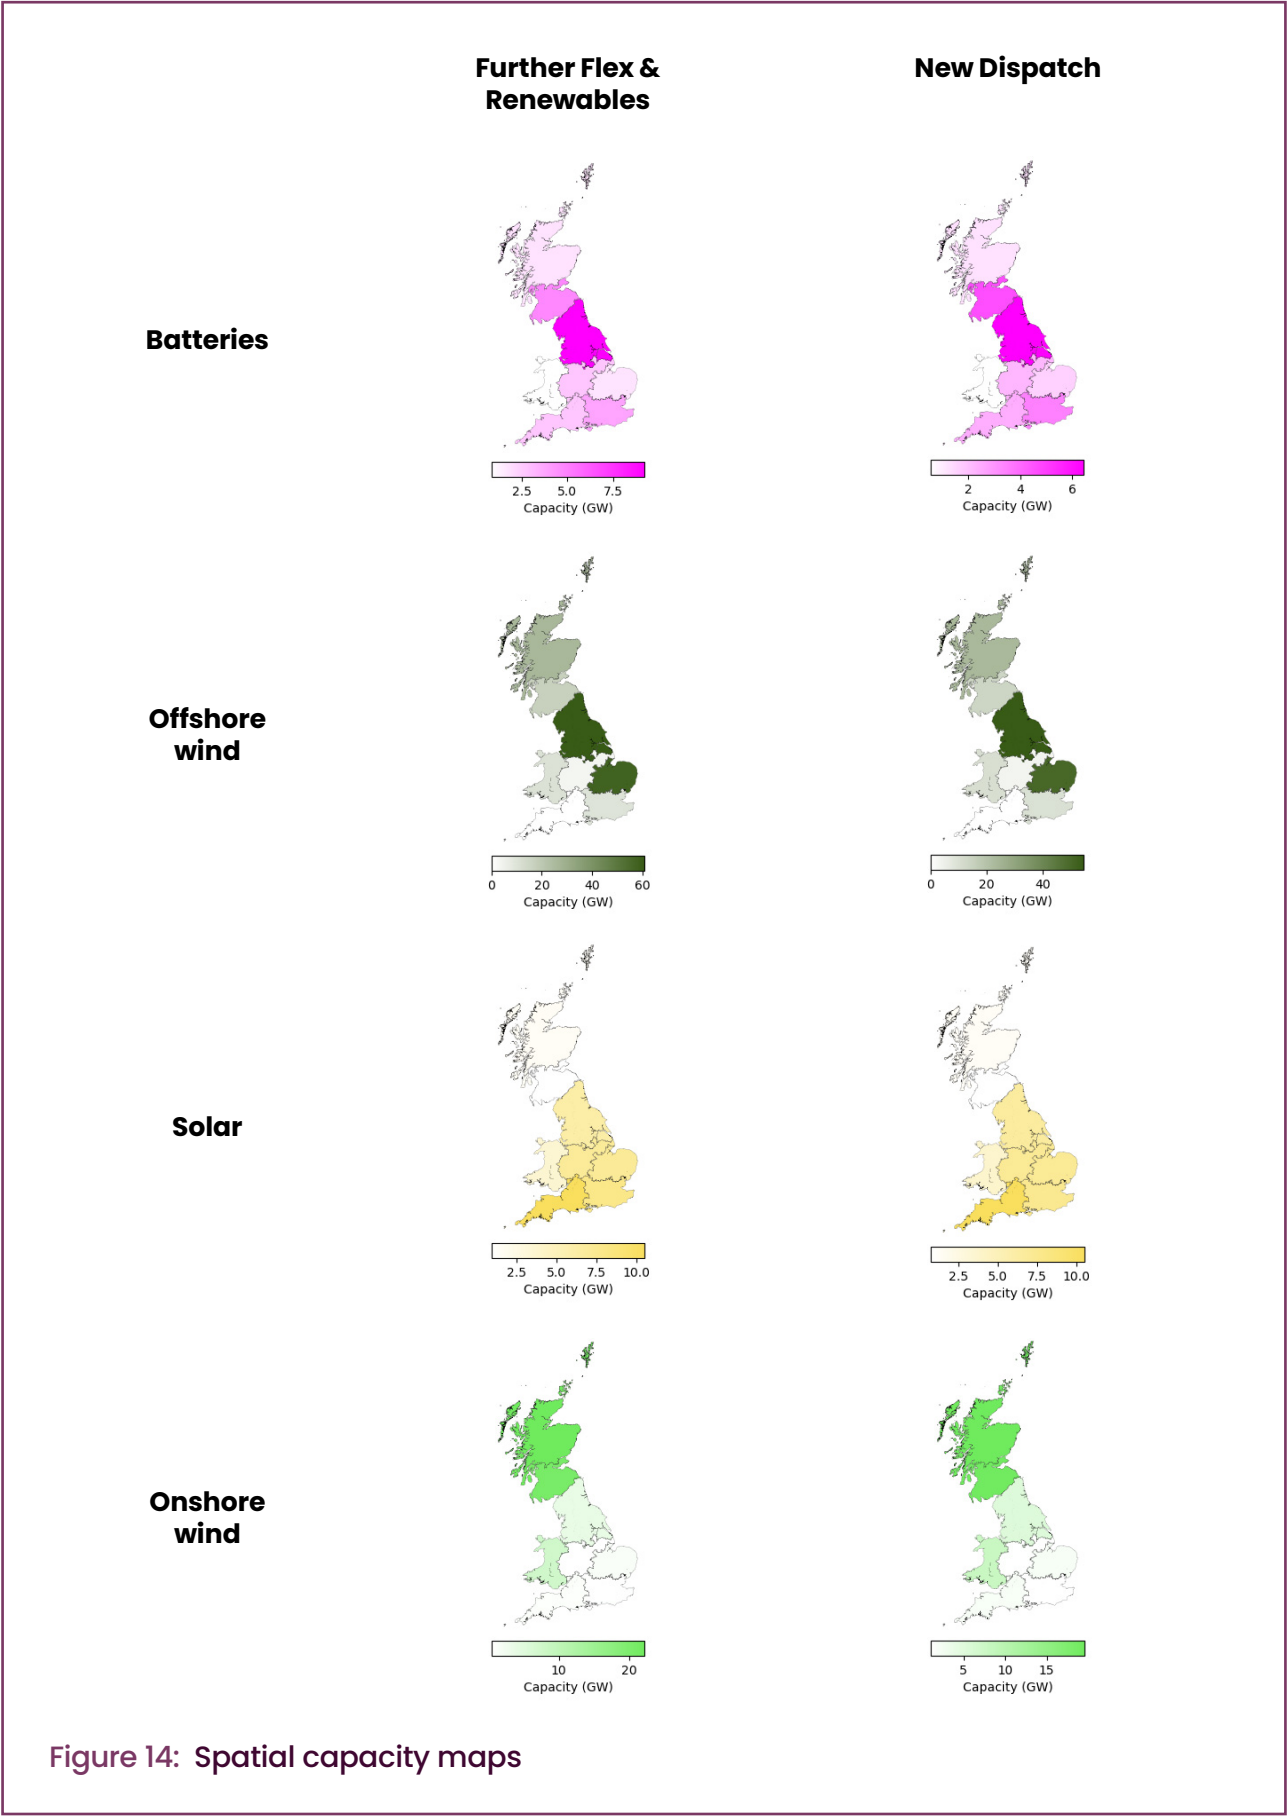 Further Flex &
Renewables
New Dispatch
Batteries
2.5 5.0 7.5
Capacity (GW)
2 4 6
Capacity (GW)
Offshore
wind
0 20 40 60
Capacity (GW)
0 20 40
Capacity (GW)
Solar
2.5 5.0 7.5 10.0
Capacity (GW)
2.5 5.0 7.5 10.0
Capacity (GW)
Onshore
wind
10 20
Capacity (GW)
5 10 15
Capacity (GW)
Figure 14: Spatial capacity maps